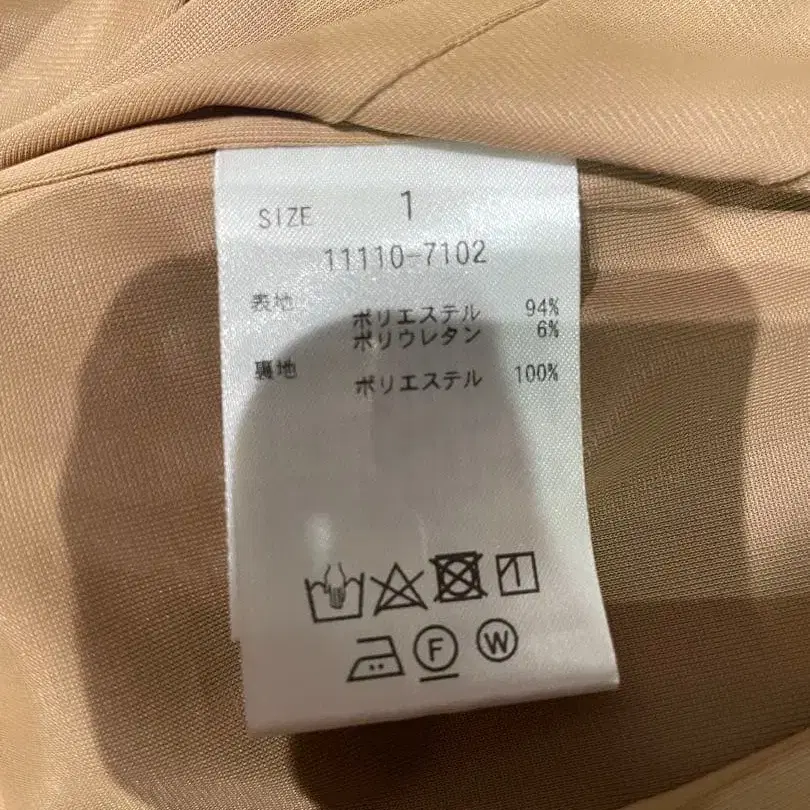 SIZE 1
11110-7102
表地 ポリエステル 94%
ポリウレタン 6%
裏地 ポリエステル 100%
F W